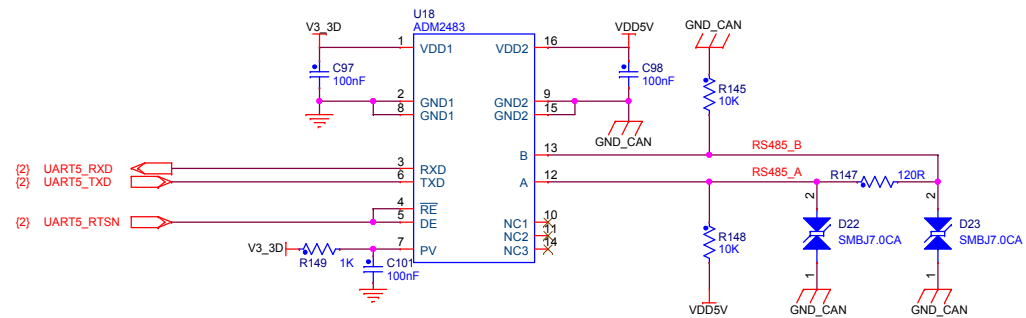 U18
ADM2483
V3_3D
VDD5V
GND_CAN
1 VDD1
VDD2 16
C97
100nF
C98
100nF
R145
10K
2 GND1
8 GND1
GND2 9
GND2 15
GND_CAN
B 13
RS485_B
{2} UART5_RXD
3 RXD
{2} UART5_TXD
6 TXD
A 12
RS485_A
R147 120R
4 RE
{2} UART5_RTSN
5 DE
NC1 10
NC2 11
NC3 14
V3_3D
R149 1K
7 PV
C101
100nF
R148
10K
2
D22
SMBJ7.0CA
1
2
D23
SMBJ7.0CA
1
VDD5V
GND_CAN
GND_CAN